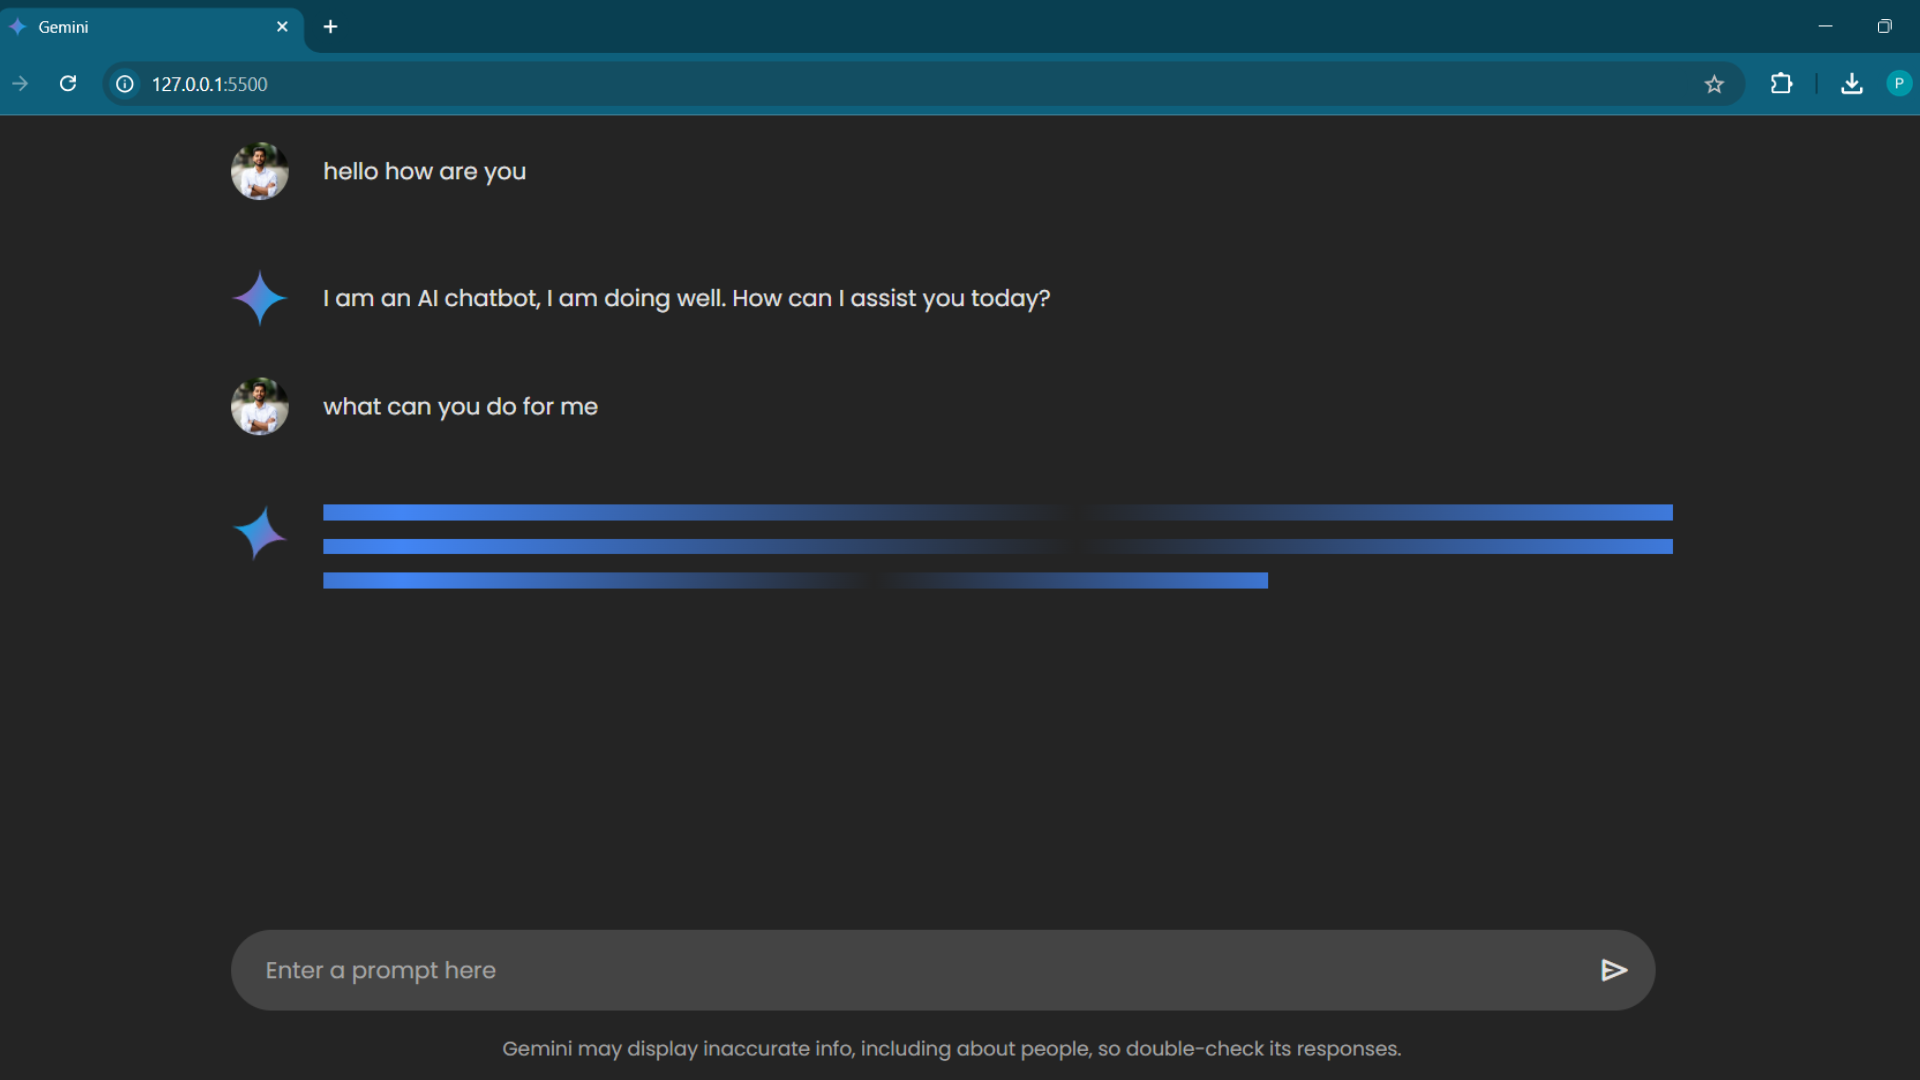 Gemini
127.0.0.1:5500
P
hello how are you
I am an AI chatbot, I am doing well. How can I assist you today?
what can you do for me
Enter a prompt here
Gemini may display inaccurate info, including about people, so double-check its responses.